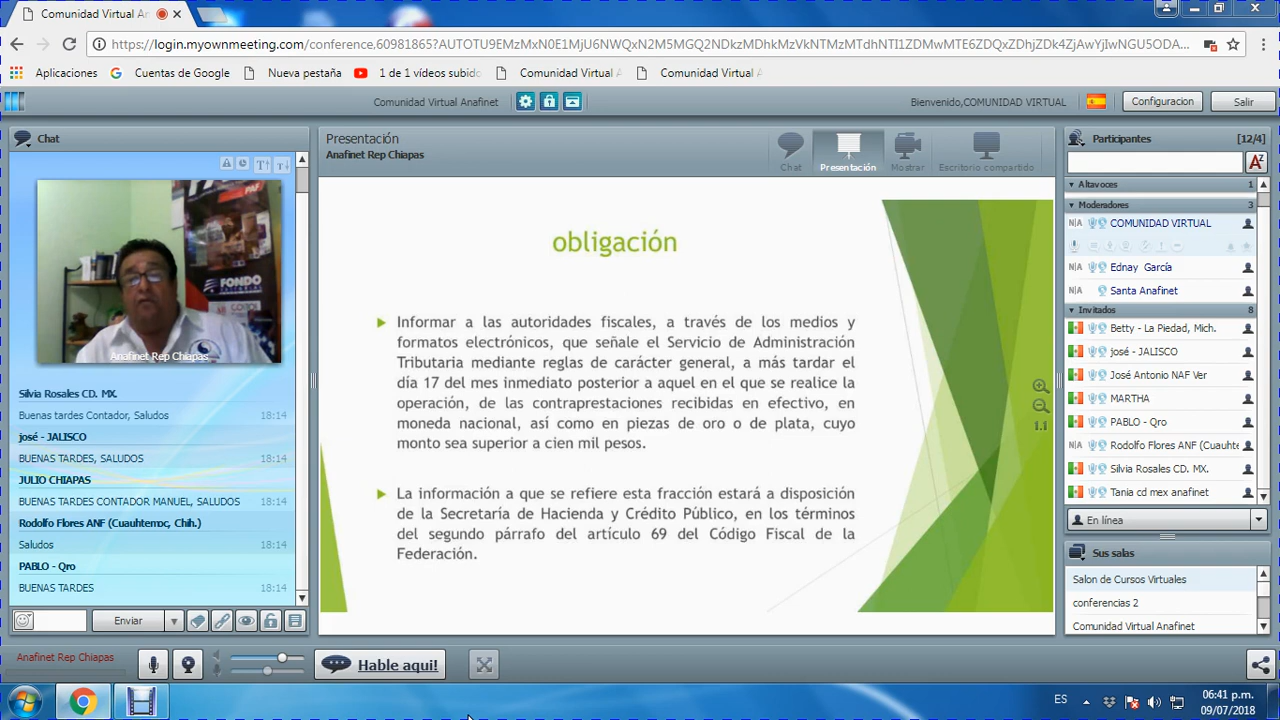 Comunidad Virtual An
https://login.myownmeeting.com/conference.60981865?AUTOTU9EMzMxN0E1MjU6NWQxN2M5MGQ2NDkzMDhkMzVkNTMzMTdhNTI1ZDMwMTE6ZDQxZDhjZDk4ZjAwYjIwNGU5ODA...
Aplicaciones
Cuentas de Google
Nueva pestaña
1 de 1 vídeos subido
Comunidad Virtual A
Comunidad Virtual A
Comunidad Virtual Anafinet
Bienvenido,COMUNIDAD VIRTUAL
Configuracion
Salir
Chat
FONDO
Anafinet Rep Chiapas
Silvia Rosales CD. MX.
Buenas tardes Contador, Saludos 18:14
josé - JALISCO
BUENAS TARDES, SALUDOS 18:14
JULIO CHIAPAS
BUENAS TARDES CONTADOR MANUEL, SALUDOS 18:14
Rodolfo Flores ANF (Cuauhtemoc, Chih.)
Saludos 18:14
PABLO - Qro
BUENAS TARDES 18:14
Enviar
Presentación
Anafinet Rep Chiapas
Chat
Presentación
Mostrar
Escritorio compartido
obligación
Informar a las autoridades fiscales, a través de los medios y
formatos electrónicos, que señale el Servicio de Administración
Tributaria mediante reglas de carácter general, a más tardar el
día 17 del mes inmediato posterior a aquel en el que se realice la
operación, de las contraprestaciones recibidas en efectivo, en
moneda nacional, así como en piezas de oro o de plata, cuyo
monto sea superior a cien mil pesos.
La información a que se refiere esta fracción estará a disposición
de la Secretaría de Hacienda y Crédito Público, en los términos
del segundo párrafo del artículo 69 del Código Fiscal de la
Federación.
1:1
Participantes [12/4]
Altavoces 1
Moderadores 3
N/A COMUNIDAD VIRTUAL
N/A Ednay García
N/A Santa Anafinet
Invitados 8
Betty - La Piedad, Mich.
josé - JALISCO
José Antonio NAF Ver
MARTHA
PABLO - Qro
N/A Rodolfo Flores ANF (Cuauhte
Silvia Rosales CD. MX.
Tania cd mex anafinet
En línea
Sus salas
Salon de Cursos Virtuales
conferencias 2
Comunidad Virtual Anafinet
Anafinet Rep Chiapas
Hable aqui!
ES
06:41 p.m.
09/07/2018